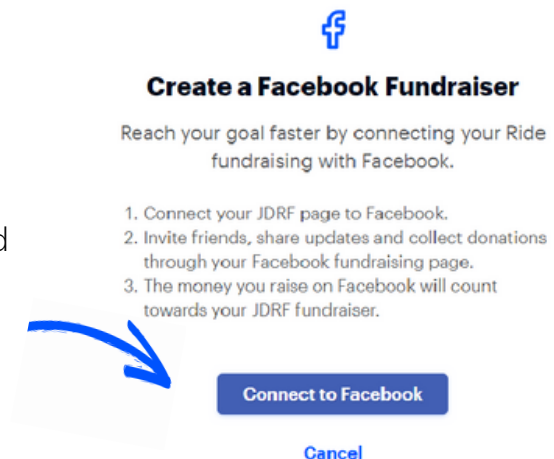 Create a Facebook Fundraiser
Reach your goal faster by connecting your Ride
fundraising with Facebook.
1. Connect your JDRF page to Facebook.
d
2. Invite friends, share updates and collect donations
through your Facebook fundraising page.
3. The money you raise on Facebook will count
towards your JDRF fundraiser.
Connect to Facebook
Cancel